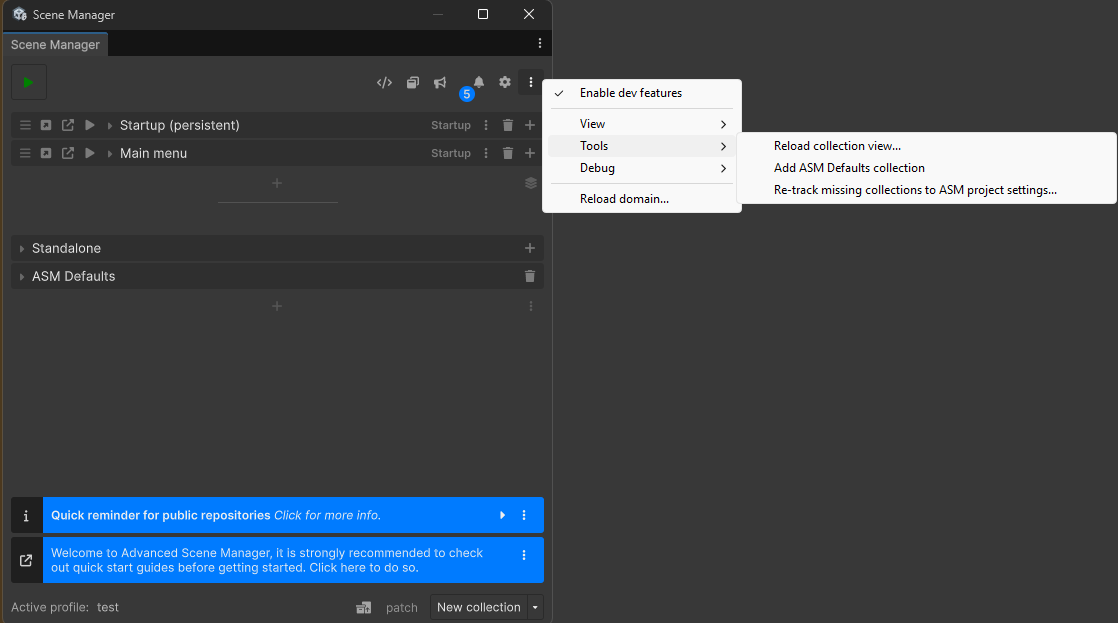 Scene Manager
Scene Manager
5
Enable dev features
View
Tools
Debug
Reload domain...
Reload collection view...
Add ASM Defaults collection
Re-track missing collections to ASM project settings...
Startup (persistent) Startup
Main menu Startup
Standalone
ASM Defaults
Quick reminder for public repositories Click for more info.
Welcome to Advanced Scene Manager, it is strongly recommended to check
out quick start guides before getting started. Click here to do so.
Active profile: test patch New collection